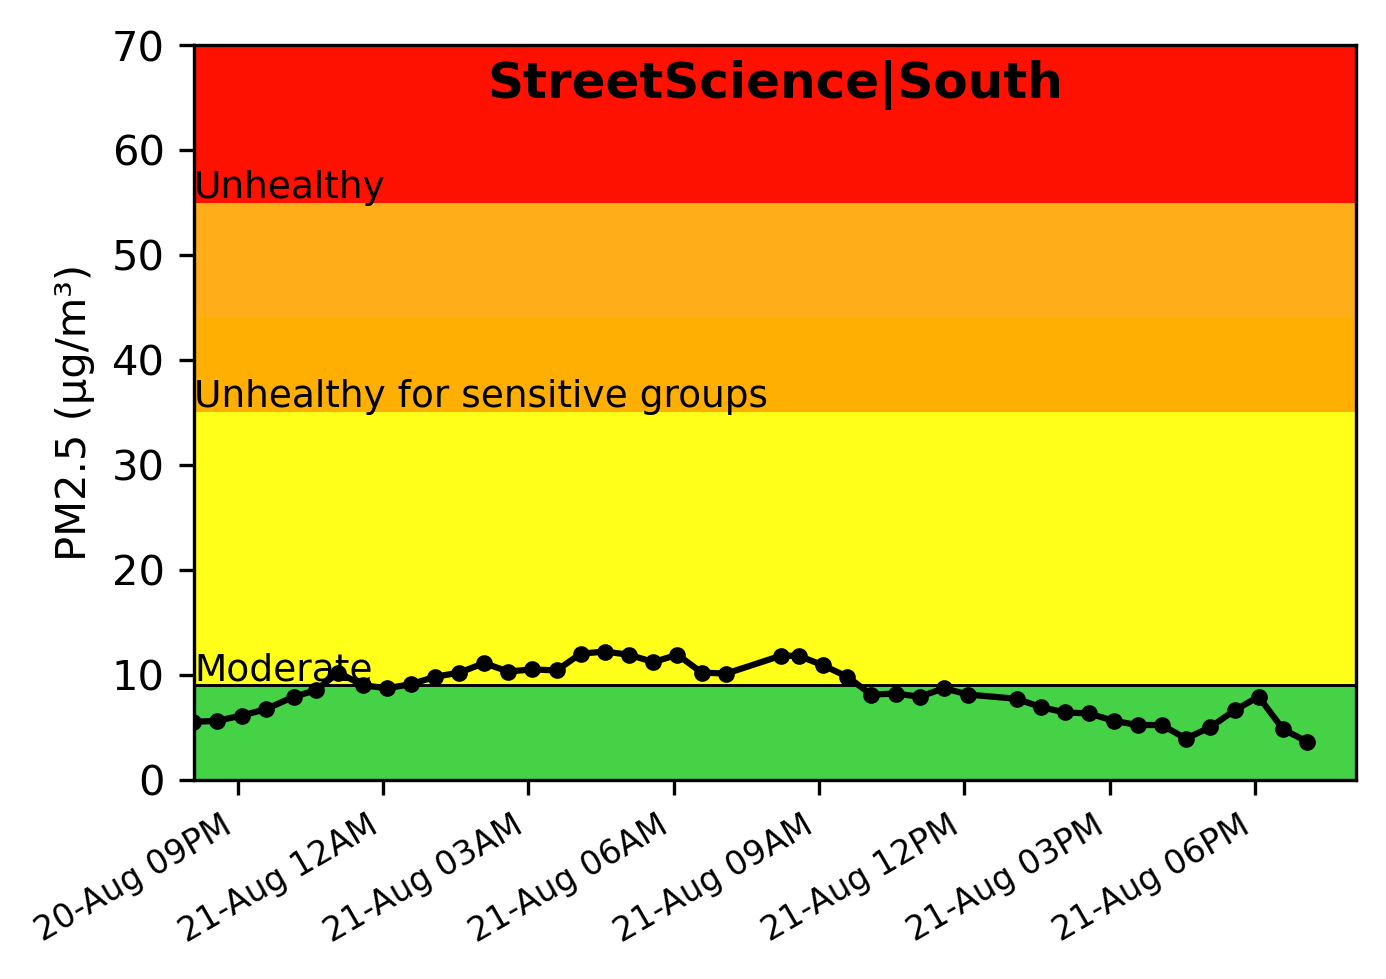 StreetScience|South
PM2.5 (µg/m³)
70
60
50
40
30
20
10
0
Unhealthy
Unhealthy for sensitive groups
Moderate
20-Aug 09PM
21-Aug 12AM
21-Aug 03AM
21-Aug 06AM
21-Aug 09AM
21-Aug 12PM
21-Aug 03PM
21-Aug 06PM